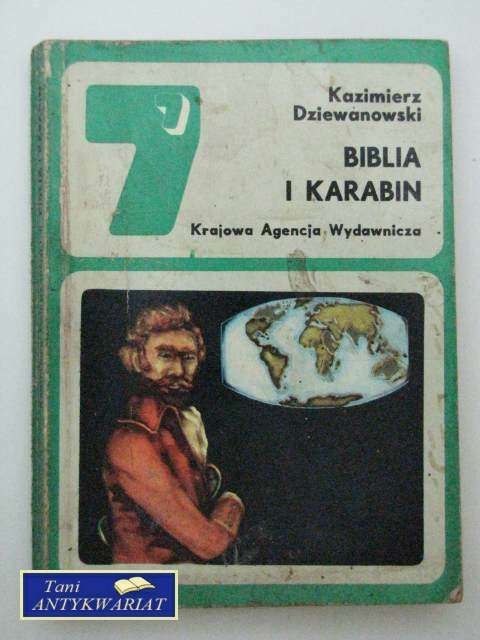 7
Kazimierz
Dziewanowski
BIBLIA
I KARABIN
Krajowa Agencja Wydawnicza
Tani
ANTYKWARIAT